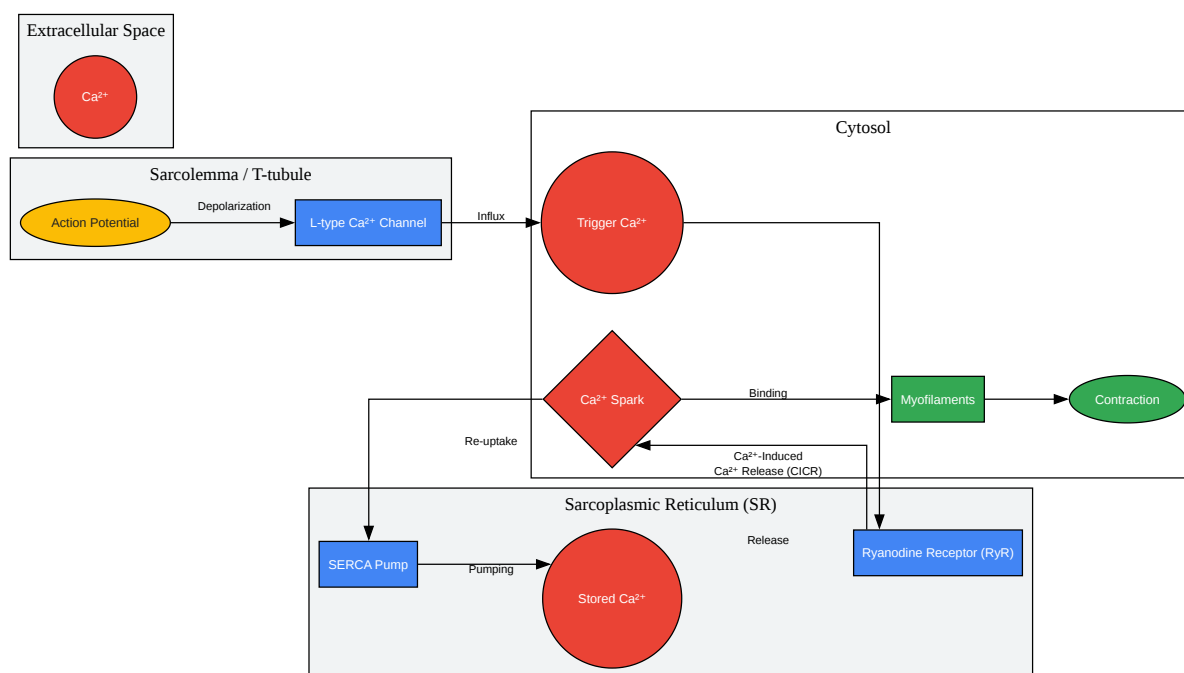 Extracellular Space
Ca²⁺
Sarcolemma / T-tubule
Action Potential
Depolarization
L-type Ca²⁺ Channel
Influx
Cytosol
Trigger Ca²⁺
Ca²⁺ Spark
Binding
Myofilaments
Contraction
Re-uptake
Ca²⁺-Induced
Ca²⁺ Release (CICR)
Sarcoplasmic Reticulum (SR)
SERCA Pump
Pumping
Stored Ca²⁺
Release
Ryanodine Receptor (RyR)